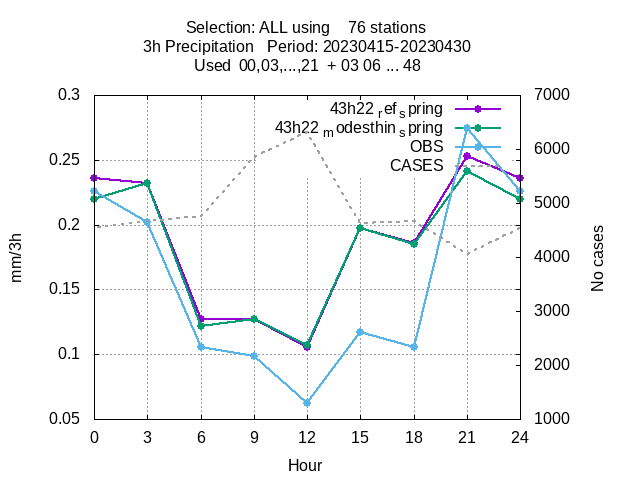 Selection: ALL using 76 stations
3h Precipitation Period: 20230415-20230430
Used 00,03,...,21 + 03 06 ... 48
0.3 7000
43h22 ref spring
43h22 modesthin spring
OBS
CASES
0.25 6000
5000
0.2
mm/3h No cases
4000
0.15
3000
0.1 2000
0.05 1000
0 3 6 9 12 15 18 21 24
Hour